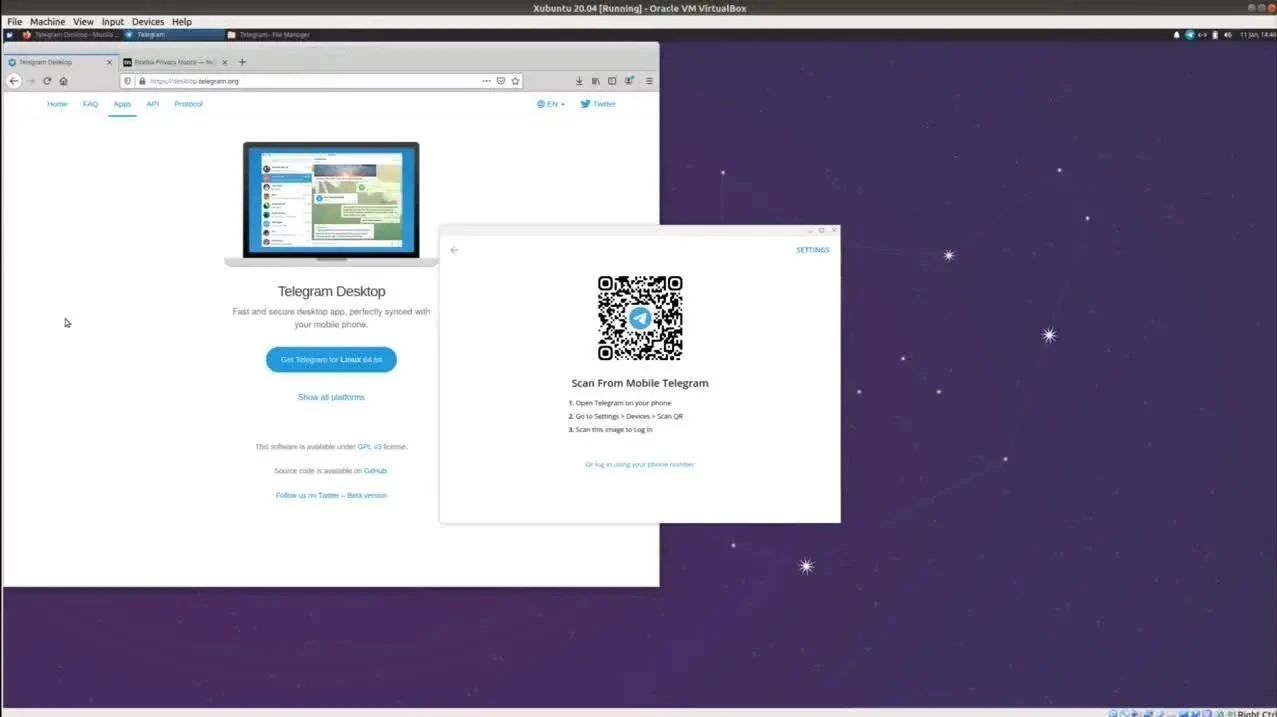 Xubuntu 20.04 [Running] - Oracle VM VirtualBox
File Machine View Input Devices Help
Telegram Desktop - Mozilla ...
Telegram
Telegram - File Manager
11 Jan, 14:46
Telegram Desktop
Firefox Privacy Notice — Mo
https://desktop.telegram.org
Home FAQ Apps API Protocol
EN
Twitter
Telegram Desktop
Fast and secure desktop app, perfectly synced with
your mobile phone.
Get Telegram for Linux 64 bit
Show all platforms
This software is available under GPL v3 license.
Source code is available on GitHub.
Follow us on Twitter – Beta version
SETTINGS
Scan From Mobile Telegram
1. Open Telegram on your phone
2. Go to Settings > Devices > Scan QR
3. Scan this image to Log In
Or log in using your phone number
Right Ctrl